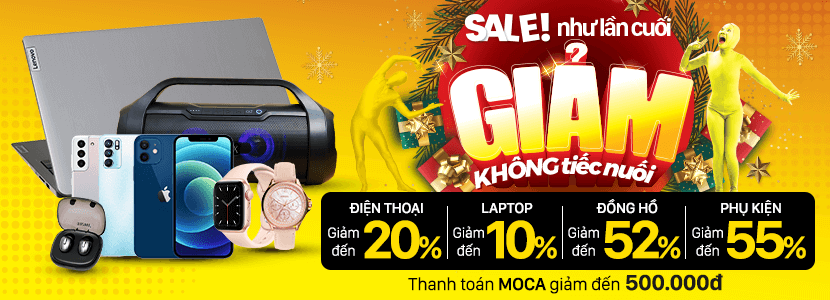 SALE! như lần cuối
GIẢM
KHÔNG tiếc nuối
Lenovo
ĐIỆN THOẠI
Giảm đến 20%
LAPTOP
Giảm đến 10%
ĐỒNG HỒ
Giảm đến 52%
PHỤ KIỆN
Giảm đến 55%
Thanh toán MOCA giảm đến 500.000đ